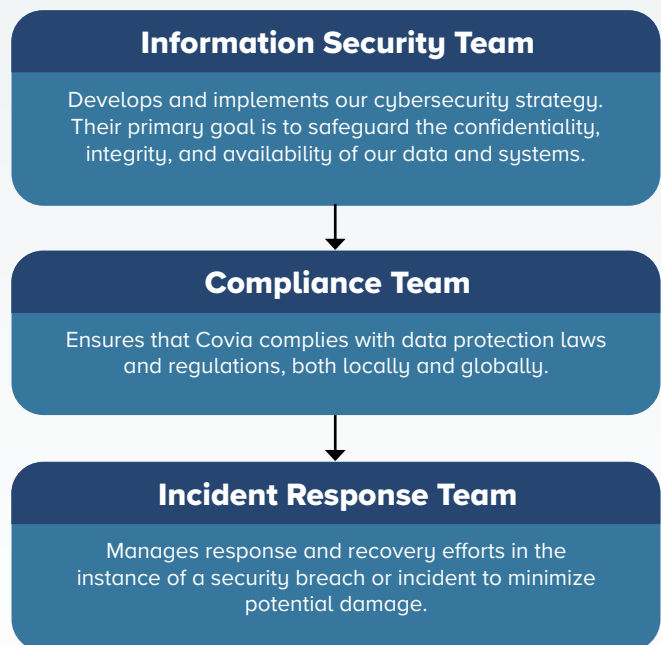 Information Security Team
Develops and implements our cybersecurity strategy.
Their primary goal is to safeguard the confidentiality,
integrity, and availability of our data and systems.
Compliance Team
Ensures that Covia complies with data protection laws
and regulations, both locally and globally.
Incident Response Team
Manages response and recovery efforts in the
instance of a security breach or incident to minimize
potential damage.